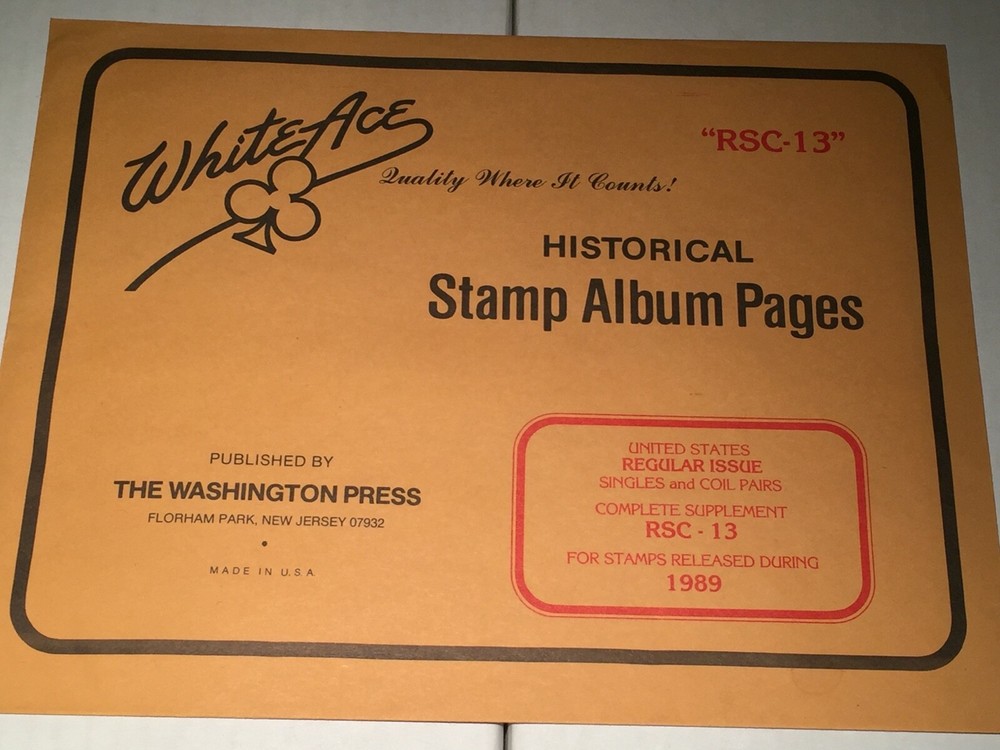 White Ace
Quality Where It Counts!
"RSC-13"
HISTORICAL
Stamp Album Pages
PUBLISHED BY
THE WASHINGTON PRESS
FLORHAM PARK, NEW JERSEY 07932
•
MADE IN U.S.A.
UNITED STATES
REGULAR ISSUE
SINGLES and COIL PAIRS
COMPLETE SUPPLEMENT
RSC - 13
FOR STAMPS RELEASED DURING
1989